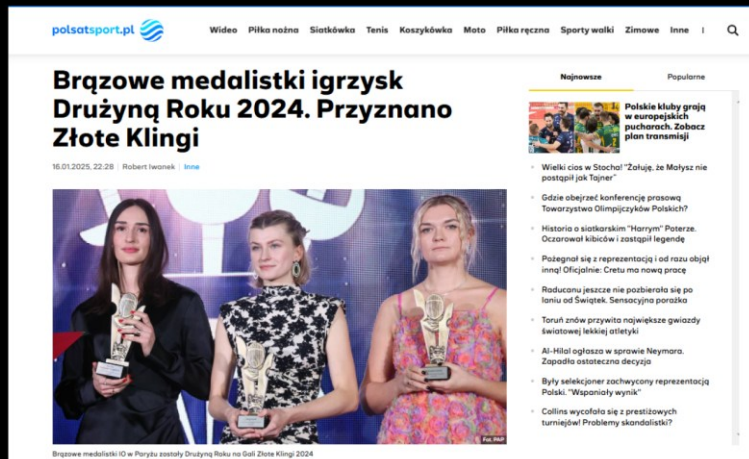 polsatsport.pl
Wideo Piłka nożna Siatkówka Tenis Koszykówka Moto Piłka ręczna Sporty walki Zimowe Inne
Brązowe medalistki igrzysk
Drużyną Roku 2024. Przyznano
Złote Klingi
16.01.2025, 22:28 | Robert Iwanek | Inne
Fot. PAP
Brązowe medalistki IO w Paryżu zostały Drużyną Roku na Gali Złote Klingi 2024
Najnowsze Popularne
Polskie kluby grają
w europejskich
pucharach. Zobacz
plan transmisji
Wielki cios w Stocha! "Żałuję, że Małysz nie
postąpił jak Tajner"
Gdzie obejrzeć konferencję prasową
Towarzystwa Olimpijczyków Polskich?
Historia o siatkarskim "Harrym" Poterze.
Oczarował kibiców i zastąpił legendę
Pożegnał się z reprezentacją i od razu objął
inną! Oficjalnie: Cretu ma nową pracę
Raducanu jeszcze nie pozbierała się po
laniu od Świątek. Sensacyjna porażka
Toruń znów przywita największe gwiazdy
światowej lekkiej atletyki
Al-Hilal ogłasza w sprawie Neymara.
Zapadła ostateczna decyzja
Były selekcjoner zachwycony reprezentacją
Polski. "Wspaniały wynik"
Collins wycofała się z prestiżowych
turniejów! Problemy skandalistki?